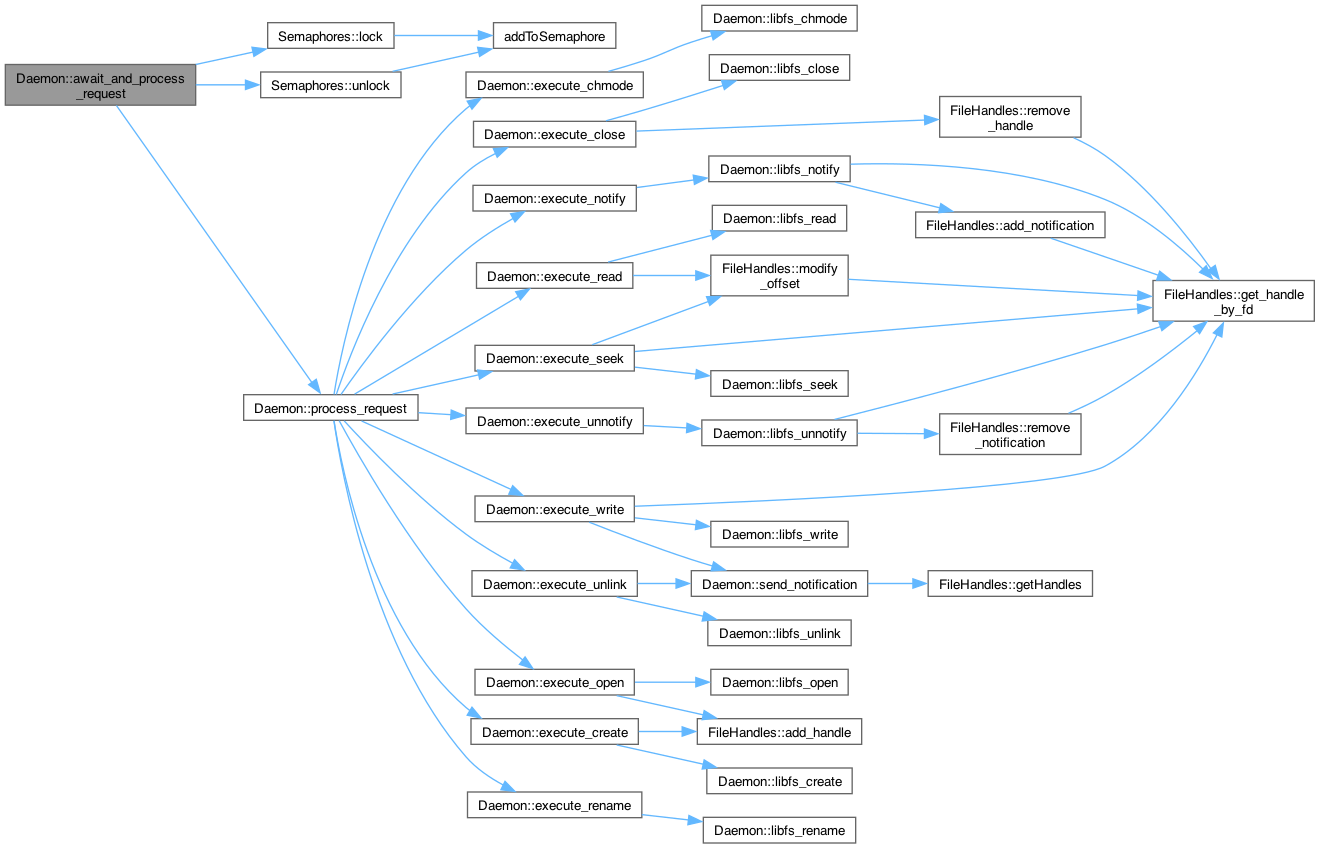 Daemon::await_and_process
_request
Semaphores::lock
Semaphores::unlock
addToSemaphore
Daemon::process_request
Daemon::execute_chmode
Daemon::execute_close
Daemon::execute_notify
Daemon::execute_read
Daemon::execute_seek
Daemon::execute_unnotify
Daemon::execute_write
Daemon::execute_unlink
Daemon::execute_open
Daemon::execute_create
Daemon::execute_rename
Daemon::libfs_chmode
Daemon::libfs_close
Daemon::libfs_notify
Daemon::libfs_read
FileHandles::modify
_offset
Daemon::libfs_seek
Daemon::libfs_unnotify
Daemon::libfs_write
Daemon::send_notification
Daemon::libfs_unlink
Daemon::libfs_open
FileHandles::add_handle
Daemon::libfs_create
Daemon::libfs_rename
FileHandles::remove
_handle
FileHandles::add_notification
FileHandles::remove
_notification
FileHandles::getHandles
FileHandles::get_handle
_by_fd